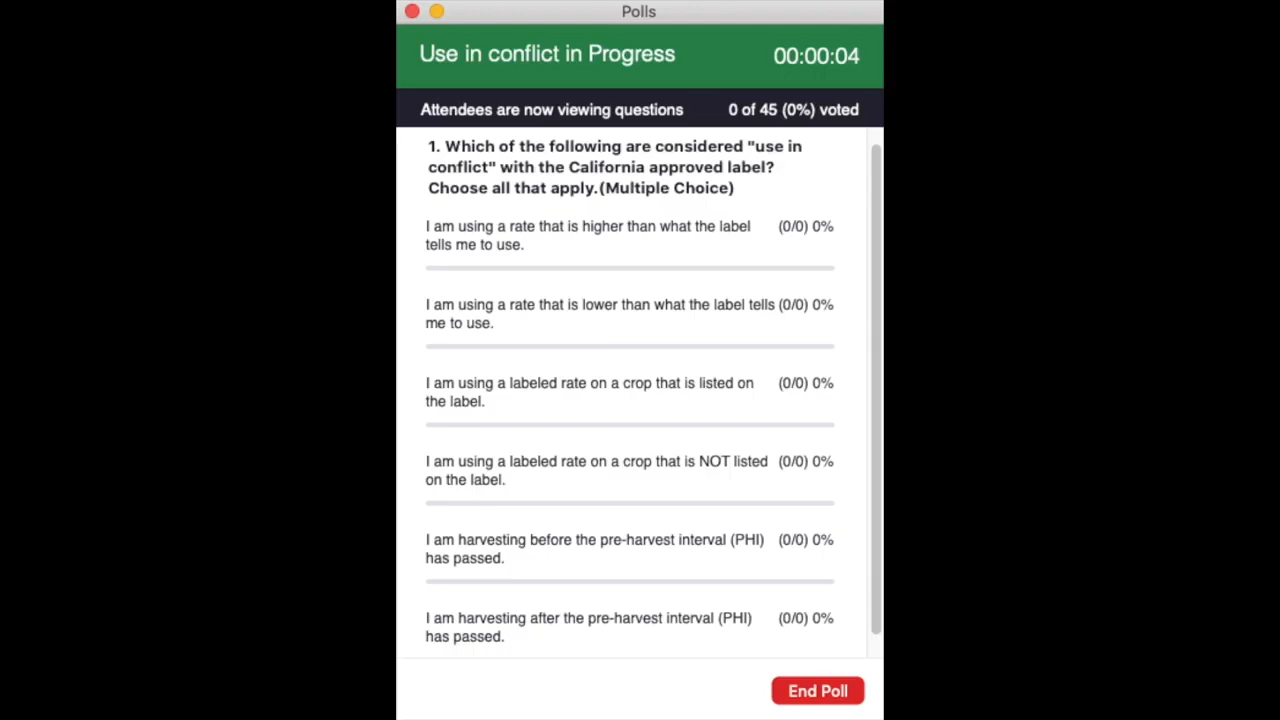 Polls
Use in conflict in Progress 00:00:04
Attendees are now viewing questions 0 of 45 (0%) voted
1. Which of the following are considered "use in
conflict" with the California approved label?
Choose all that apply.(Multiple Choice)
I am using a rate that is higher than what the label (0/0) 0%
tells me to use.
I am using a rate that is lower than what the label tells (0/0) 0%
me to use.
I am using a labeled rate on a crop that is listed on (0/0) 0%
the label.
I am using a labeled rate on a crop that is NOT listed (0/0) 0%
on the label.
I am harvesting before the pre-harvest interval (PHI) (0/0) 0%
has passed.
I am harvesting after the pre-harvest interval (PHI) (0/0) 0%
has passed.
End Poll